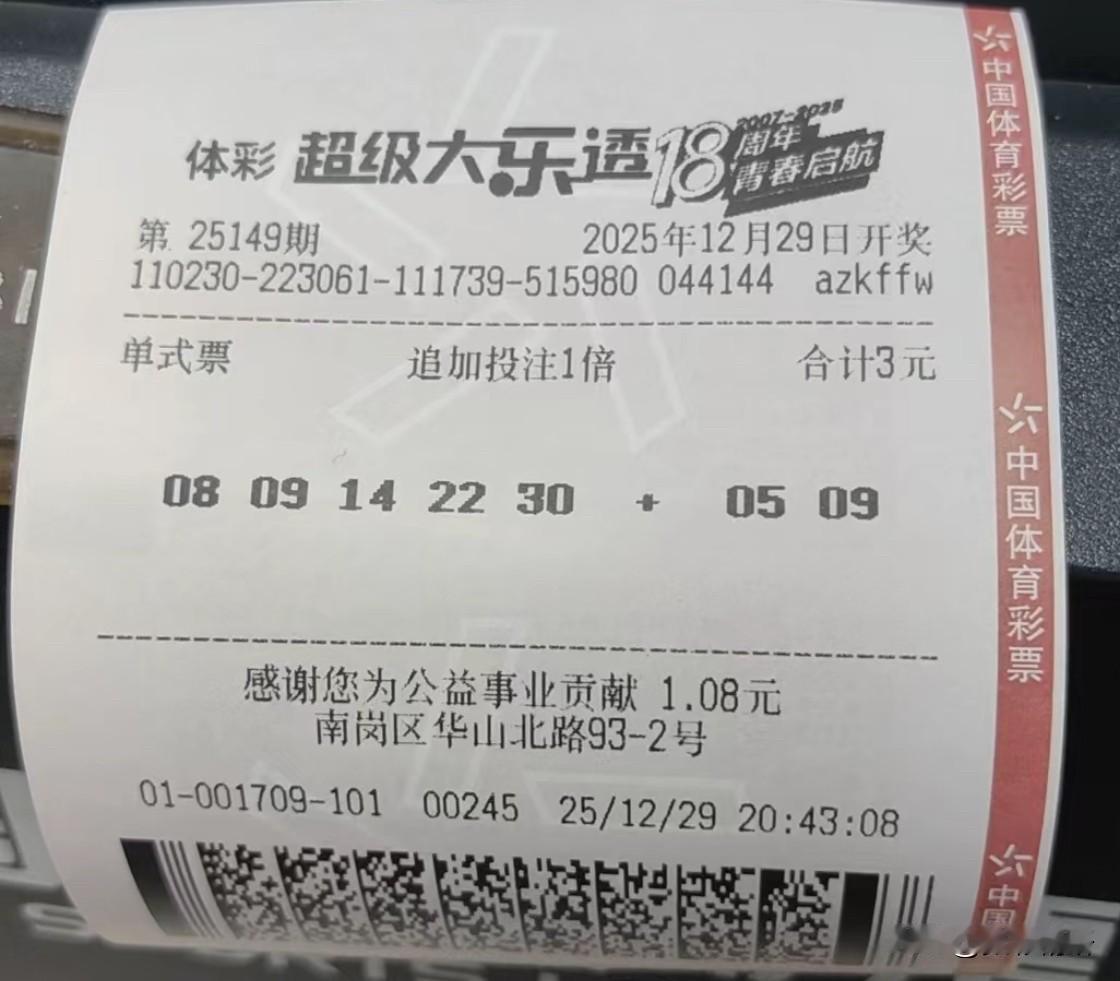 体彩 超级大乐透 18周年 2007-2025
青春启航
第 25149期 2025年12月29日开奖
110230-223061-111739-515980 044144 azkffw
单式票 追加投注1倍 合计3元
08 09 14 22 30 + 05 09
感谢您为公益事业贡献 1.08元
南岗区华山北路93-2号
01-001709-101 00245 25/12/29 20:43:08
中国体育彩票
中国体育彩票
中国